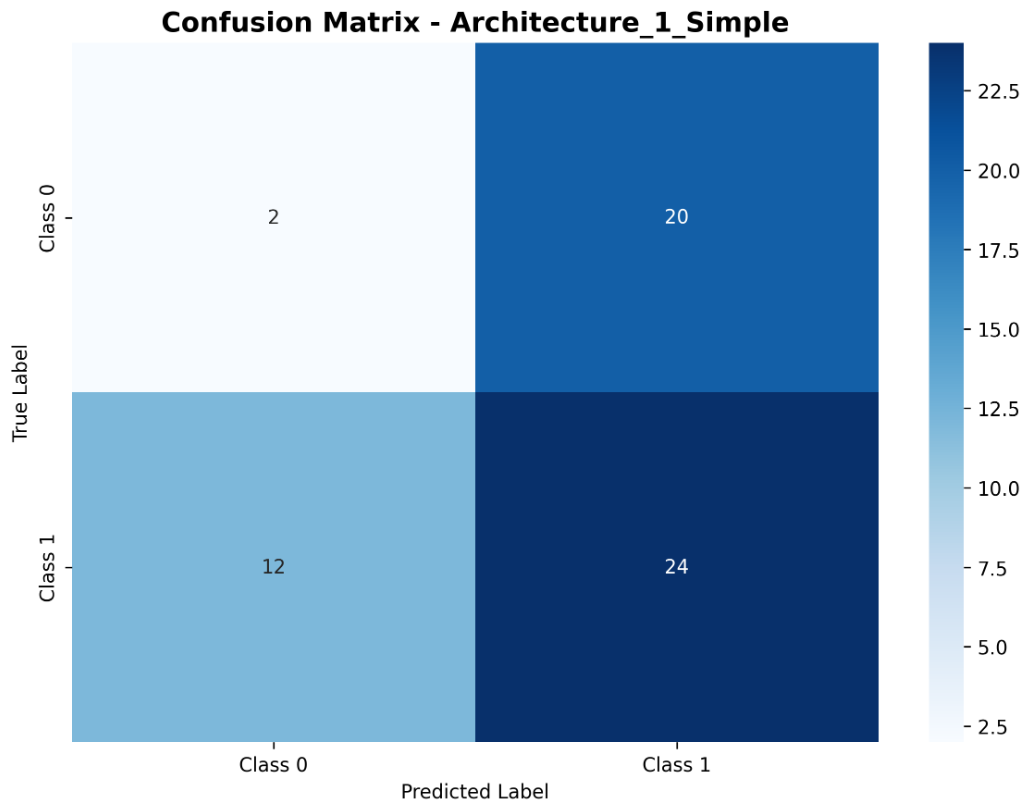 Confusion Matrix - Architecture_1_Simple
Class 0
2
20
Class 1
12
24
True Label
Class 0
Class 1
Predicted Label
22.5
20.0
17.5
15.0
12.5
10.0
7.5
5.0
2.5